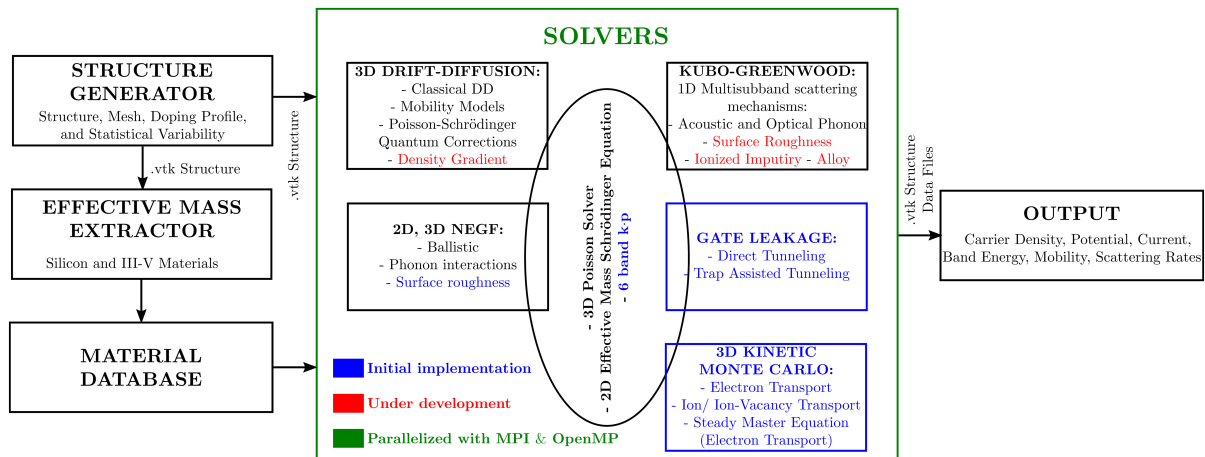 STRUCTURE
GENERATOR
Structure, Mesh, Doping Profile,
and Statistical Variability
.vtk Structure
EFFECTIVE MASS
EXTRACTOR
Silicon and III-V Materials
MATERIAL
DATABASE
.vtk Structure
SOLVERS
3D DRIFT-DIFFUSION:
- Classical DD
- Mobility Models
- Poisson-Schrödinger
Quantum Corrections
- Density Gradient
2D, 3D NEGF:
- Ballistic
- Phonon interactions
- Surface roughness
Initial implementation
Under development
Parallelized with MPI & OpenMP
- 3D Poisson Solver
- 2D Effective Mass Schrödinger Equation
- 6 band k·p
KUBO-GREENWOOD:
1D Multisubband scattering
mechanisms:
- Acoustic and Optical Phonon
- Surface Roughness
- Ionized Imputiry - Alloy
GATE LEAKAGE:
- Direct Tunneling
- Trap Assisted Tunneling
3D KINETIC
MONTE CARLO:
- Electron Transport
- Ion/ Ion-Vacancy Transport
- Steady Master Equation
(Electron Transport)
.vtk Structure
Data Files
OUTPUT
Carrier Density, Potential, Current,
Band Energy, Mobility, Scattering Rates